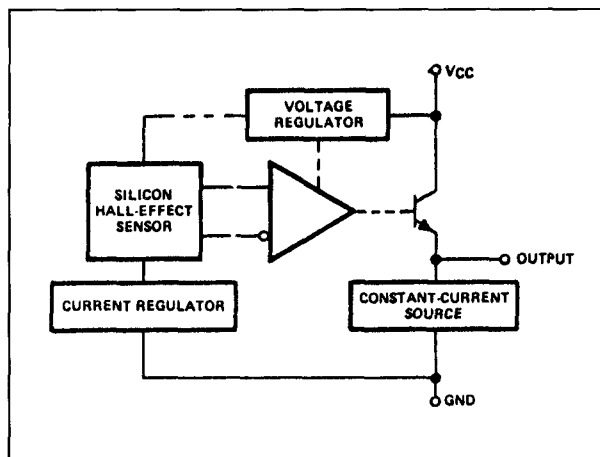 VCC
VOLTAGE
REGULATOR
SILICON
HALL-EFFECT
SENSOR
OUTPUT
CURRENT REGULATOR
CONSTANT-CURRENT
SOURCE
GND